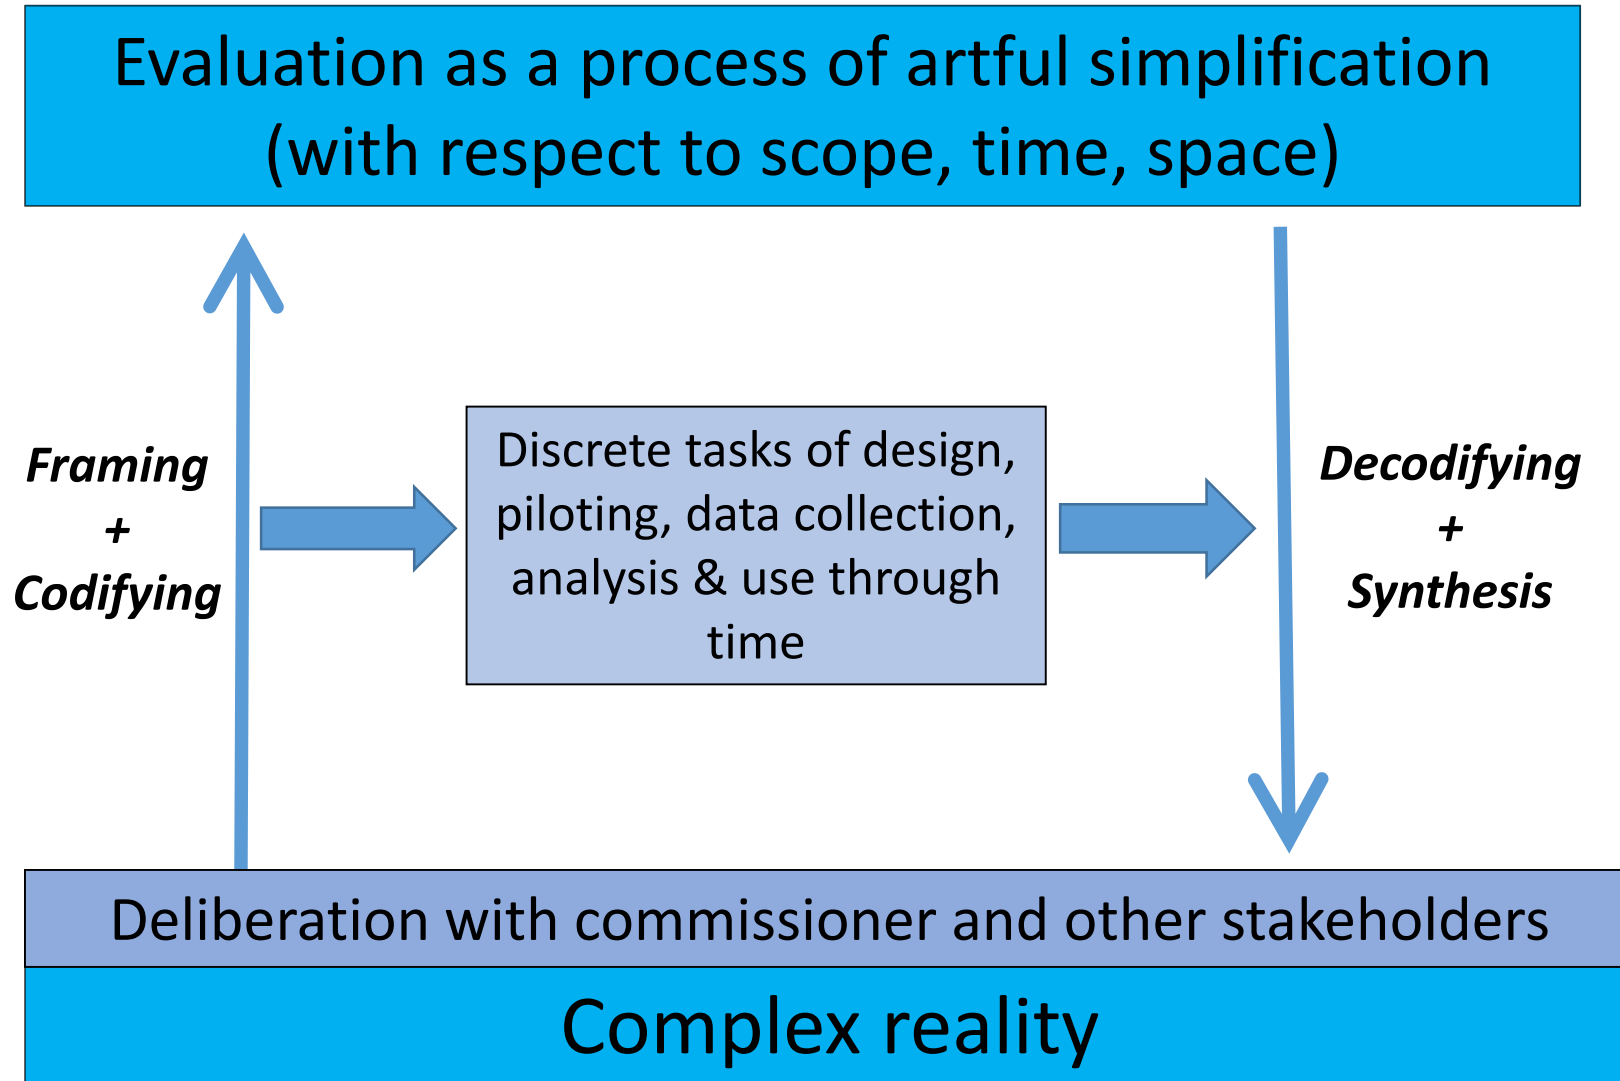 Evaluation as a process of artful simplification
(with respect to scope, time, space)
Framing
+
Codifying
Discrete tasks of design,
piloting, data collection,
analysis & use through
time
Decodifying
+
Synthesis
Deliberation with commissioner and other stakeholders
Complex reality